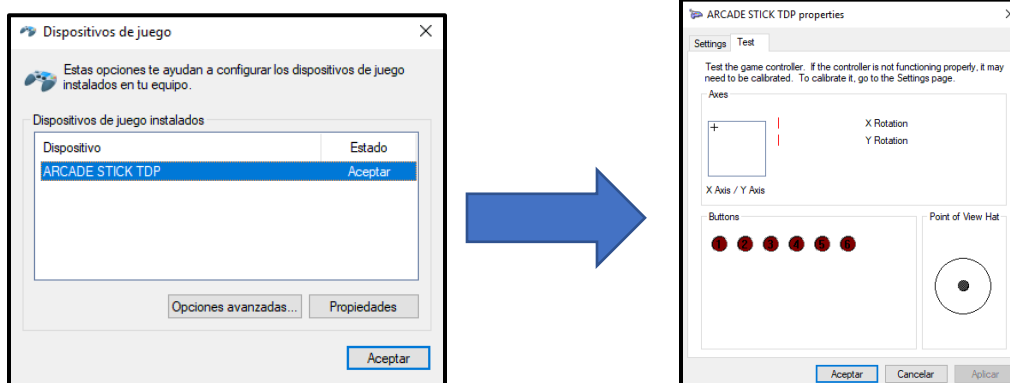 Dispositivos de juego
Estas opciones te ayudan a configurar los dispositivos de juego
instalados en tu equipo.
Dispositivos de juego instalados
Dispositivo Estado
ARCADE STICK TDP Aceptar
Opciones avanzadas... Propiedades
Aceptar
ARCADE STICK TDP properties
Settings Test
Test the game controller. If the controller is not functioning properly, it may
need to be calibrated. To calibrate it, go to the Settings page.
Axes
X Rotation
Y Rotation
X Axis / Y Axis
Buttons
1 2 3 4 5 6
Point of View Hat
Aceptar Cancelar Aplicar